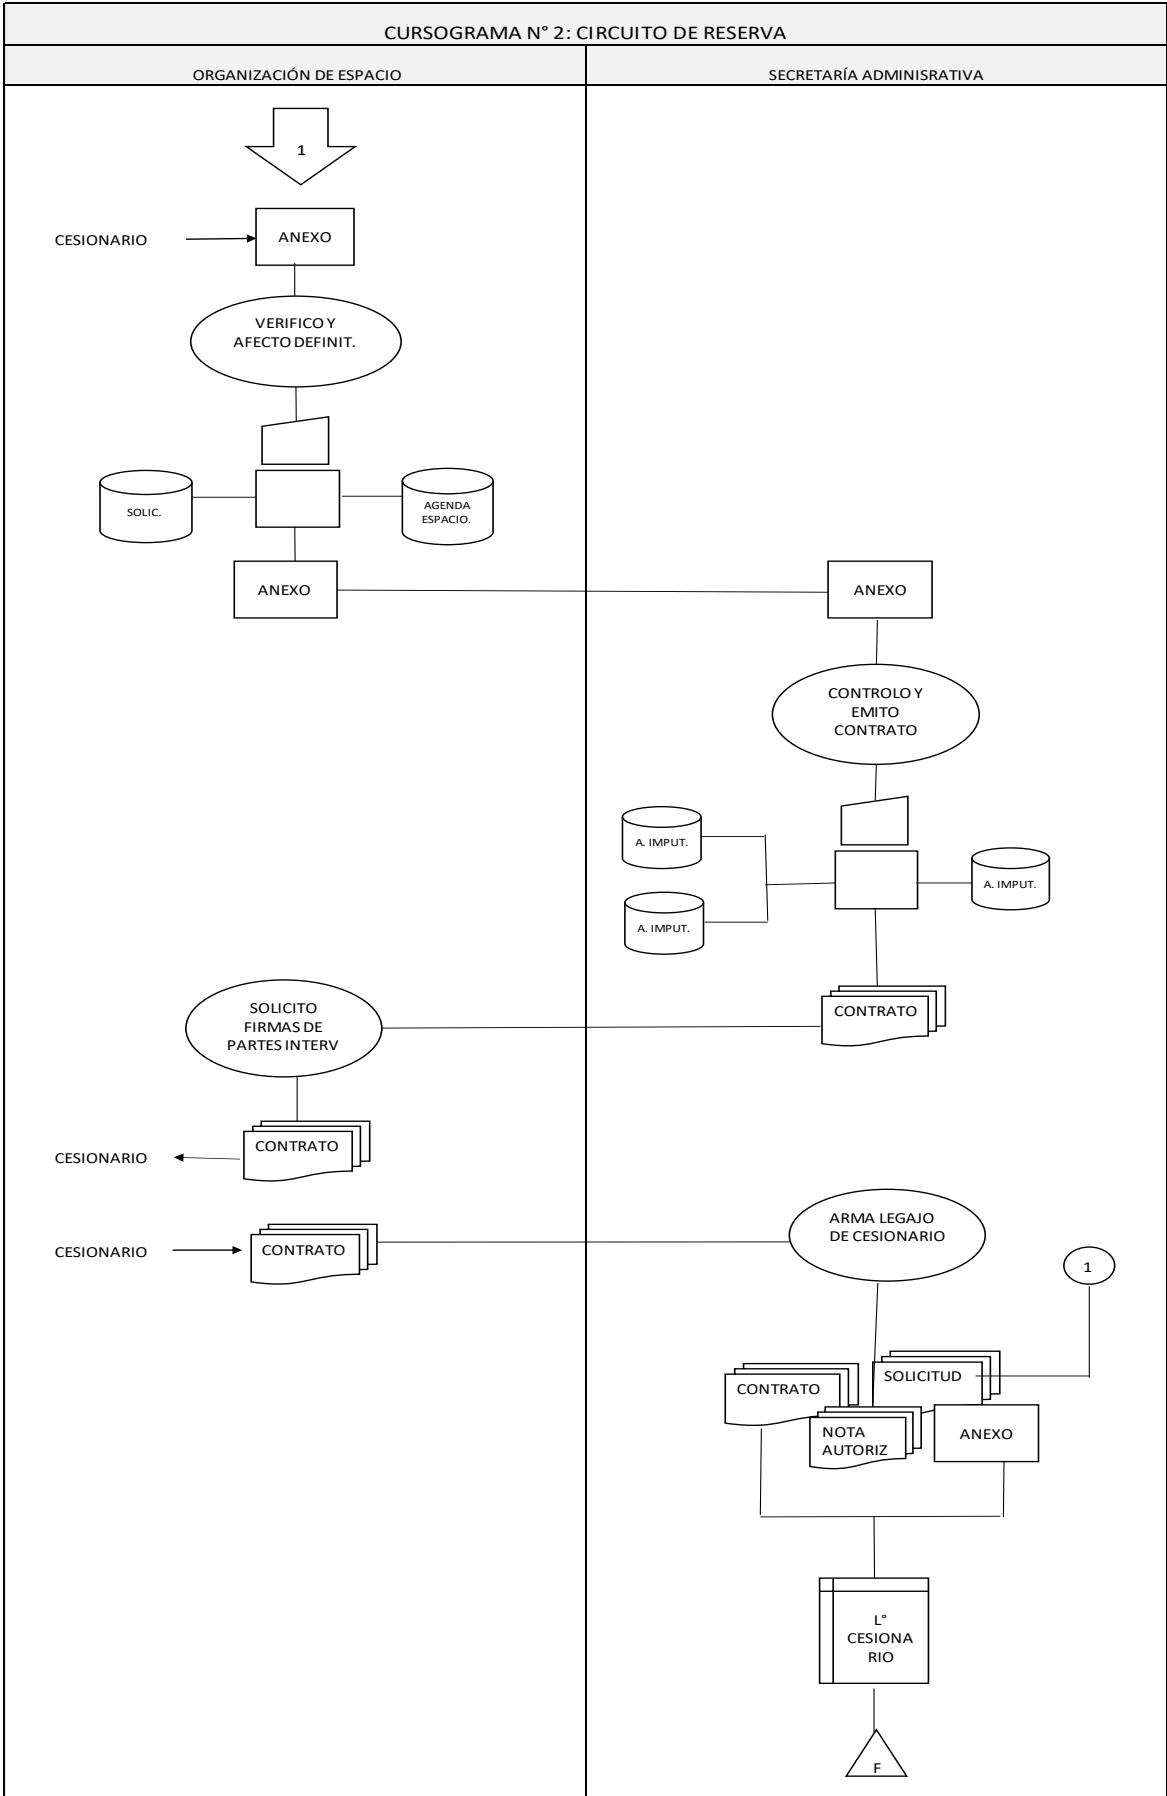 CURSOGRAMA N° 2: CIRCUITO DE RESERVA
ORGANIZACIÓN DE ESPACIO
SECRETARÍA ADMINISRATIVA
1
CESIONARIO
ANEXO
VERIFICO Y
AFECTO DEFINIT.
SOLIC.
AGENDA
ESPACIO.
ANEXO
ANEXO
CONTROLO Y
EMITO
CONTRATO
A. IMPUT.
A. IMPUT.
A. IMPUT.
CONTRATO
SOLICITO
FIRMAS DE
PARTES INTERV
CESIONARIO
CONTRATO
CESIONARIO
CONTRATO
ARMA LEGAJO
DE CESIONARIO
1
CONTRATO
SOLICITUD
NOTA
AUTORIZ
ANEXO
L°
CESIONA
RIO
F